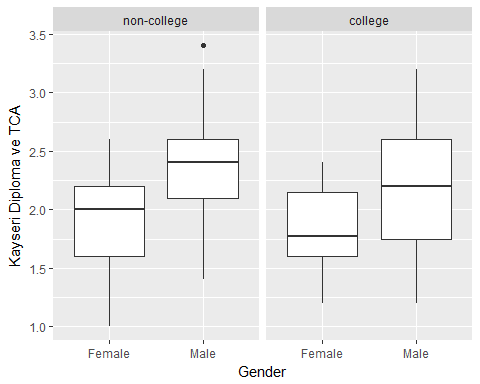 non-college
college
Kayseri Diploma ve TCA
3.5
3.0
2.5
2.0
1.5
1.0
Female
Male
Female
Male
Gender